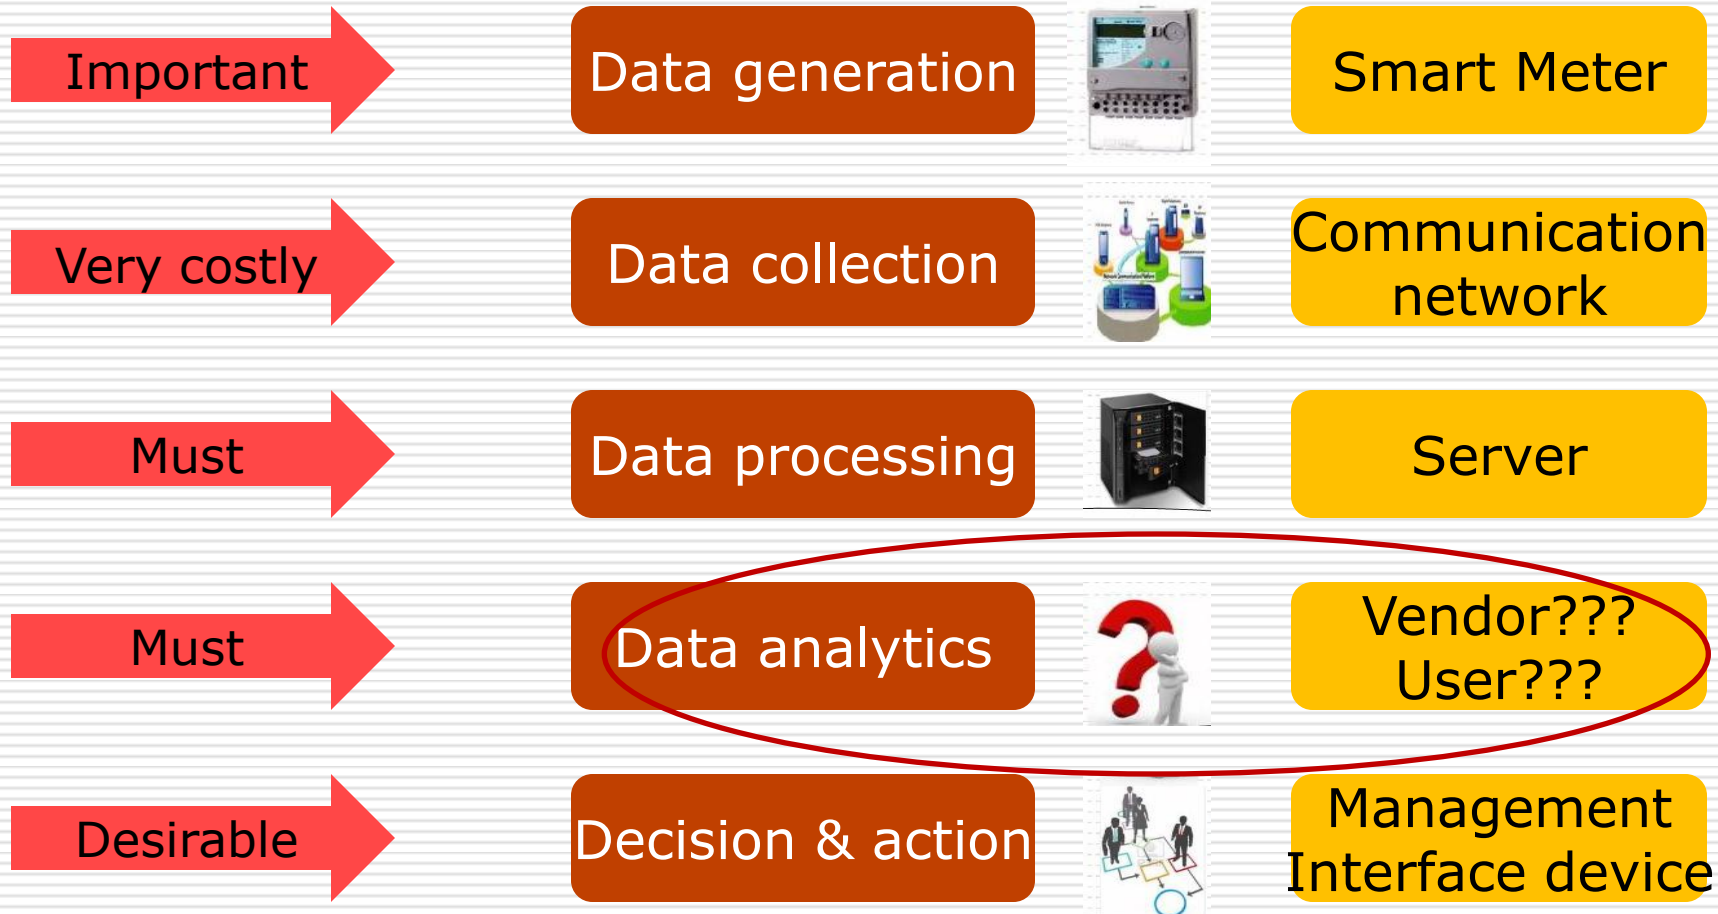 Important
Data generation
Smart Meter
Very costly
Data collection
Communication
network
Must
Data processing
Server
Must
Data analytics
Vendor???
User???
Desirable
Decision & action
Management
Interface device